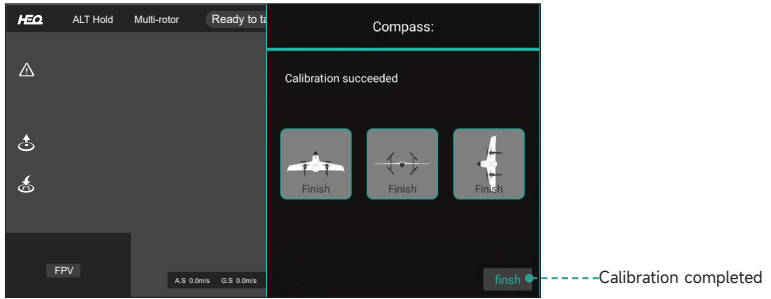 HEQ ALT Hold Multi-rotor Ready to ta
Compass:
Calibration succeeded
Finish Finish Finish
FPV
A.S 0.0m/s G.S 0.0m/s
finsh
Calibration completed